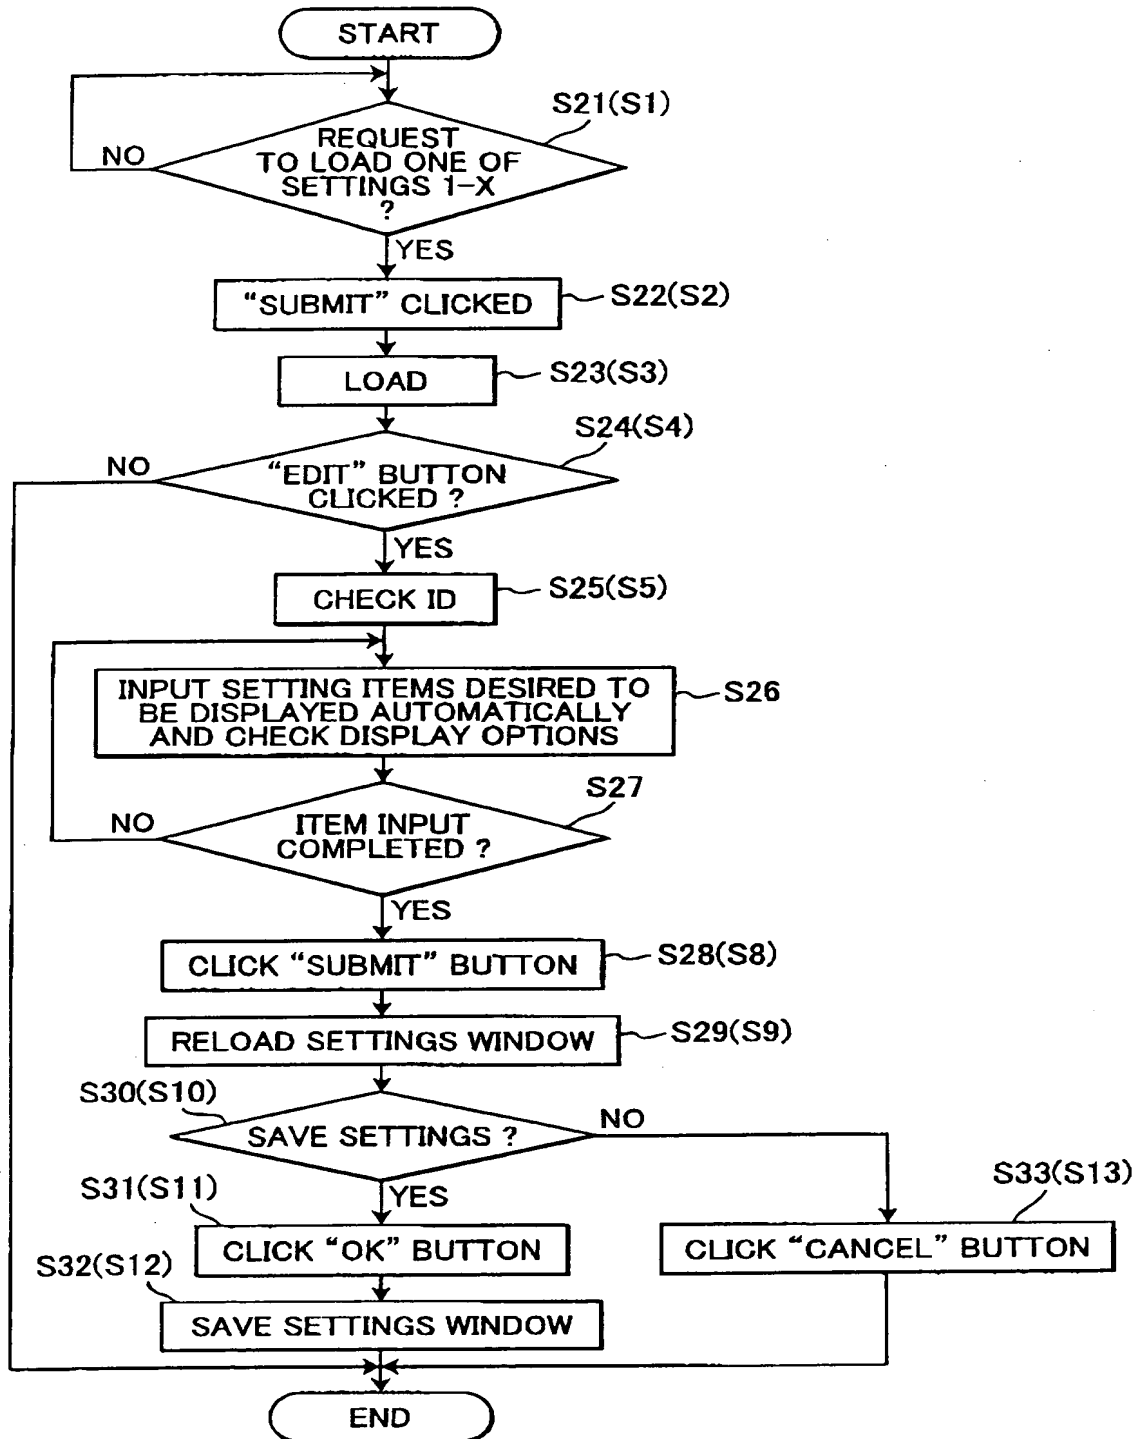 START
S21(S1)
REQUEST
TO LOAD ONE OF
SETTINGS 1-X
?
NO
YES
"SUBMIT" CLICKED
S22(S2)
LOAD
S23(S3)
S24(S4)
NO
"EDIT" BUTTON
CLICKED ?
YES
CHECK ID
S25(S5)
INPUT SETTING ITEMS DESIRED TO
BE DISPLAYED AUTOMATICALLY
AND CHECK DISPLAY OPTIONS
S26
S27
NO
ITEM INPUT
COMPLETED ?
YES
CLICK "SUBMIT" BUTTON
S28(S8)
RELOAD SETTINGS WINDOW
S29(S9)
S30(S10)
SAVE SETTINGS ?
NO
YES
S31(S11)
CLICK "OK" BUTTON
S33(S13)
CLICK "CANCEL" BUTTON
S32(S12)
SAVE SETTINGS WINDOW
END